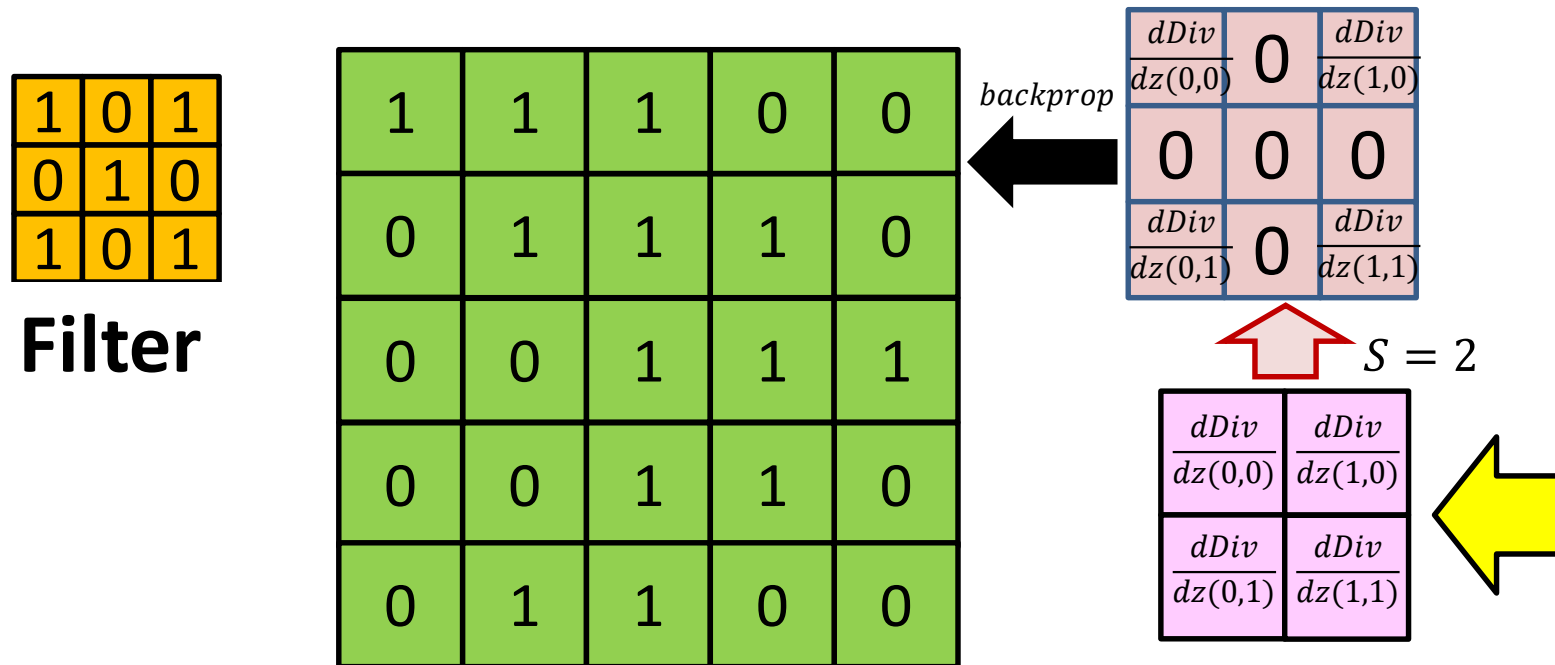 1 0 1
0 1 0
1 0 1
Filter
1 1 1 0 0
0 1 1 1 0
0 0 1 1 1
0 0 1 1 0
0 1 1 0 0
backprop
dDiv 0 dDiv
dz(0,0) dz(1,0)
0 0 0
dDiv 0 dDiv
dz(0,1) dz(1,1)
S = 2
dDiv dDiv
dz(0,0) dz(1,0)
dDiv dDiv
dz(0,1) dz(1,1)